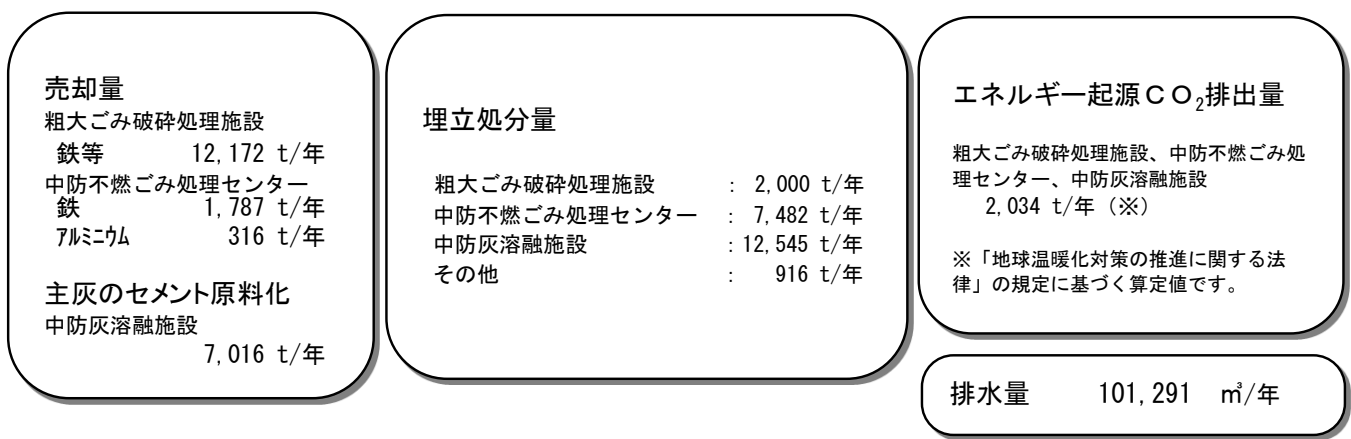 売却量
粗大ごみ破砕処理施設
鉄等 12,172 t/年
中防不燃ごみ処理センター
鉄 1,787 t/年
ｱﾙﾐﾆｳﾑ 316 t/年
主灰のセメント原料化
中防灰溶融施設
7,016 t/年
埋立処分量
粗大ごみ破砕処理施設 : 2,000 t/年
中防不燃ごみ処理センター : 7,482 t/年
中防灰溶融施設 : 12,545 t/年
その他 : 916 t/年
エネルギー起源ＣＯ₂排出量
粗大ごみ破砕処理施設、中防不燃ごみ処
理センター、中防灰溶融施設
2,034 t/年（※）
※「地球温暖化対策の推進に関する法
律」の規定に基づく算定値です。
排水量 101,291 ㎥/年